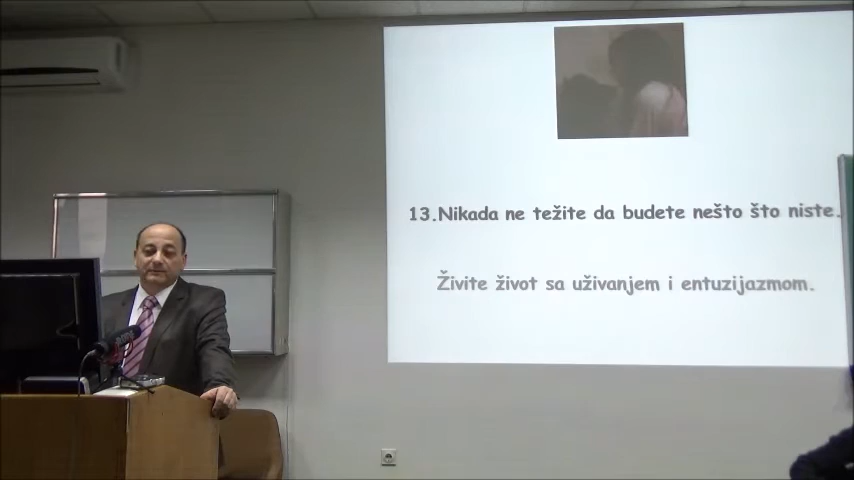 13.Nikada ne težite da budete nešto što niste.
Živite život sa uživanjem i entuzijazmom.